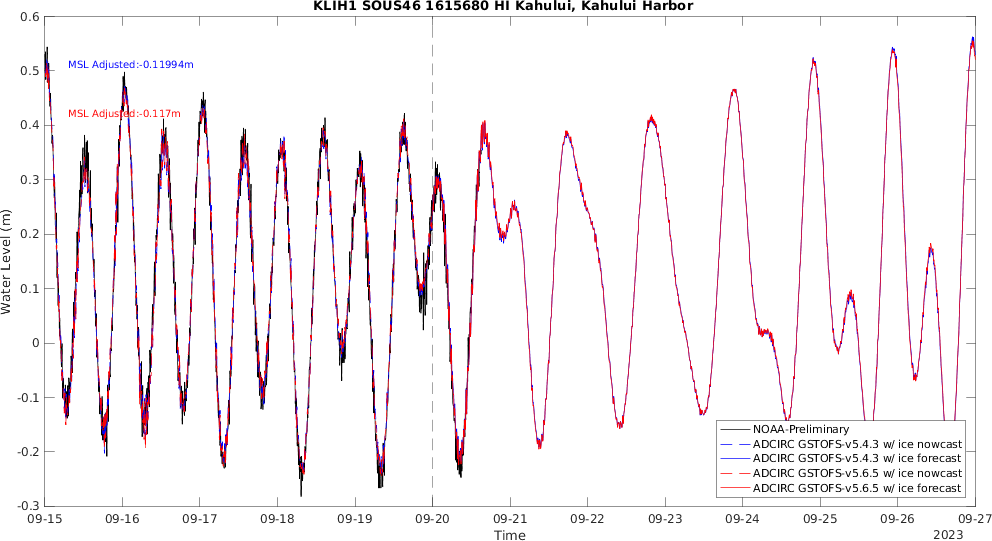 KLIH1 SOUS46 1615680 HI Kahului, Kahului Harbor
0.6
0.5
0.4
0.3
0.2
0.1
0
-0.1
-0.2
-0.3
Water Level (m)
MSL Adjusted:-0.11994m
MSL Adjusted:-0.117m
NOAA-Preliminary
ADCIRC GSTOFS-v5.4.3 w/ ice nowcast
ADCIRC GSTOFS-v5.4.3 w/ ice forecast
ADCIRC GSTOFS-v5.6.5 w/ ice nowcast
ADCIRC GSTOFS-v5.6.5 w/ ice forecast
09-15 09-16 09-17 09-18 09-19 09-20 09-21 09-22 09-23 09-24 09-25 09-26 09-27
Time
2023